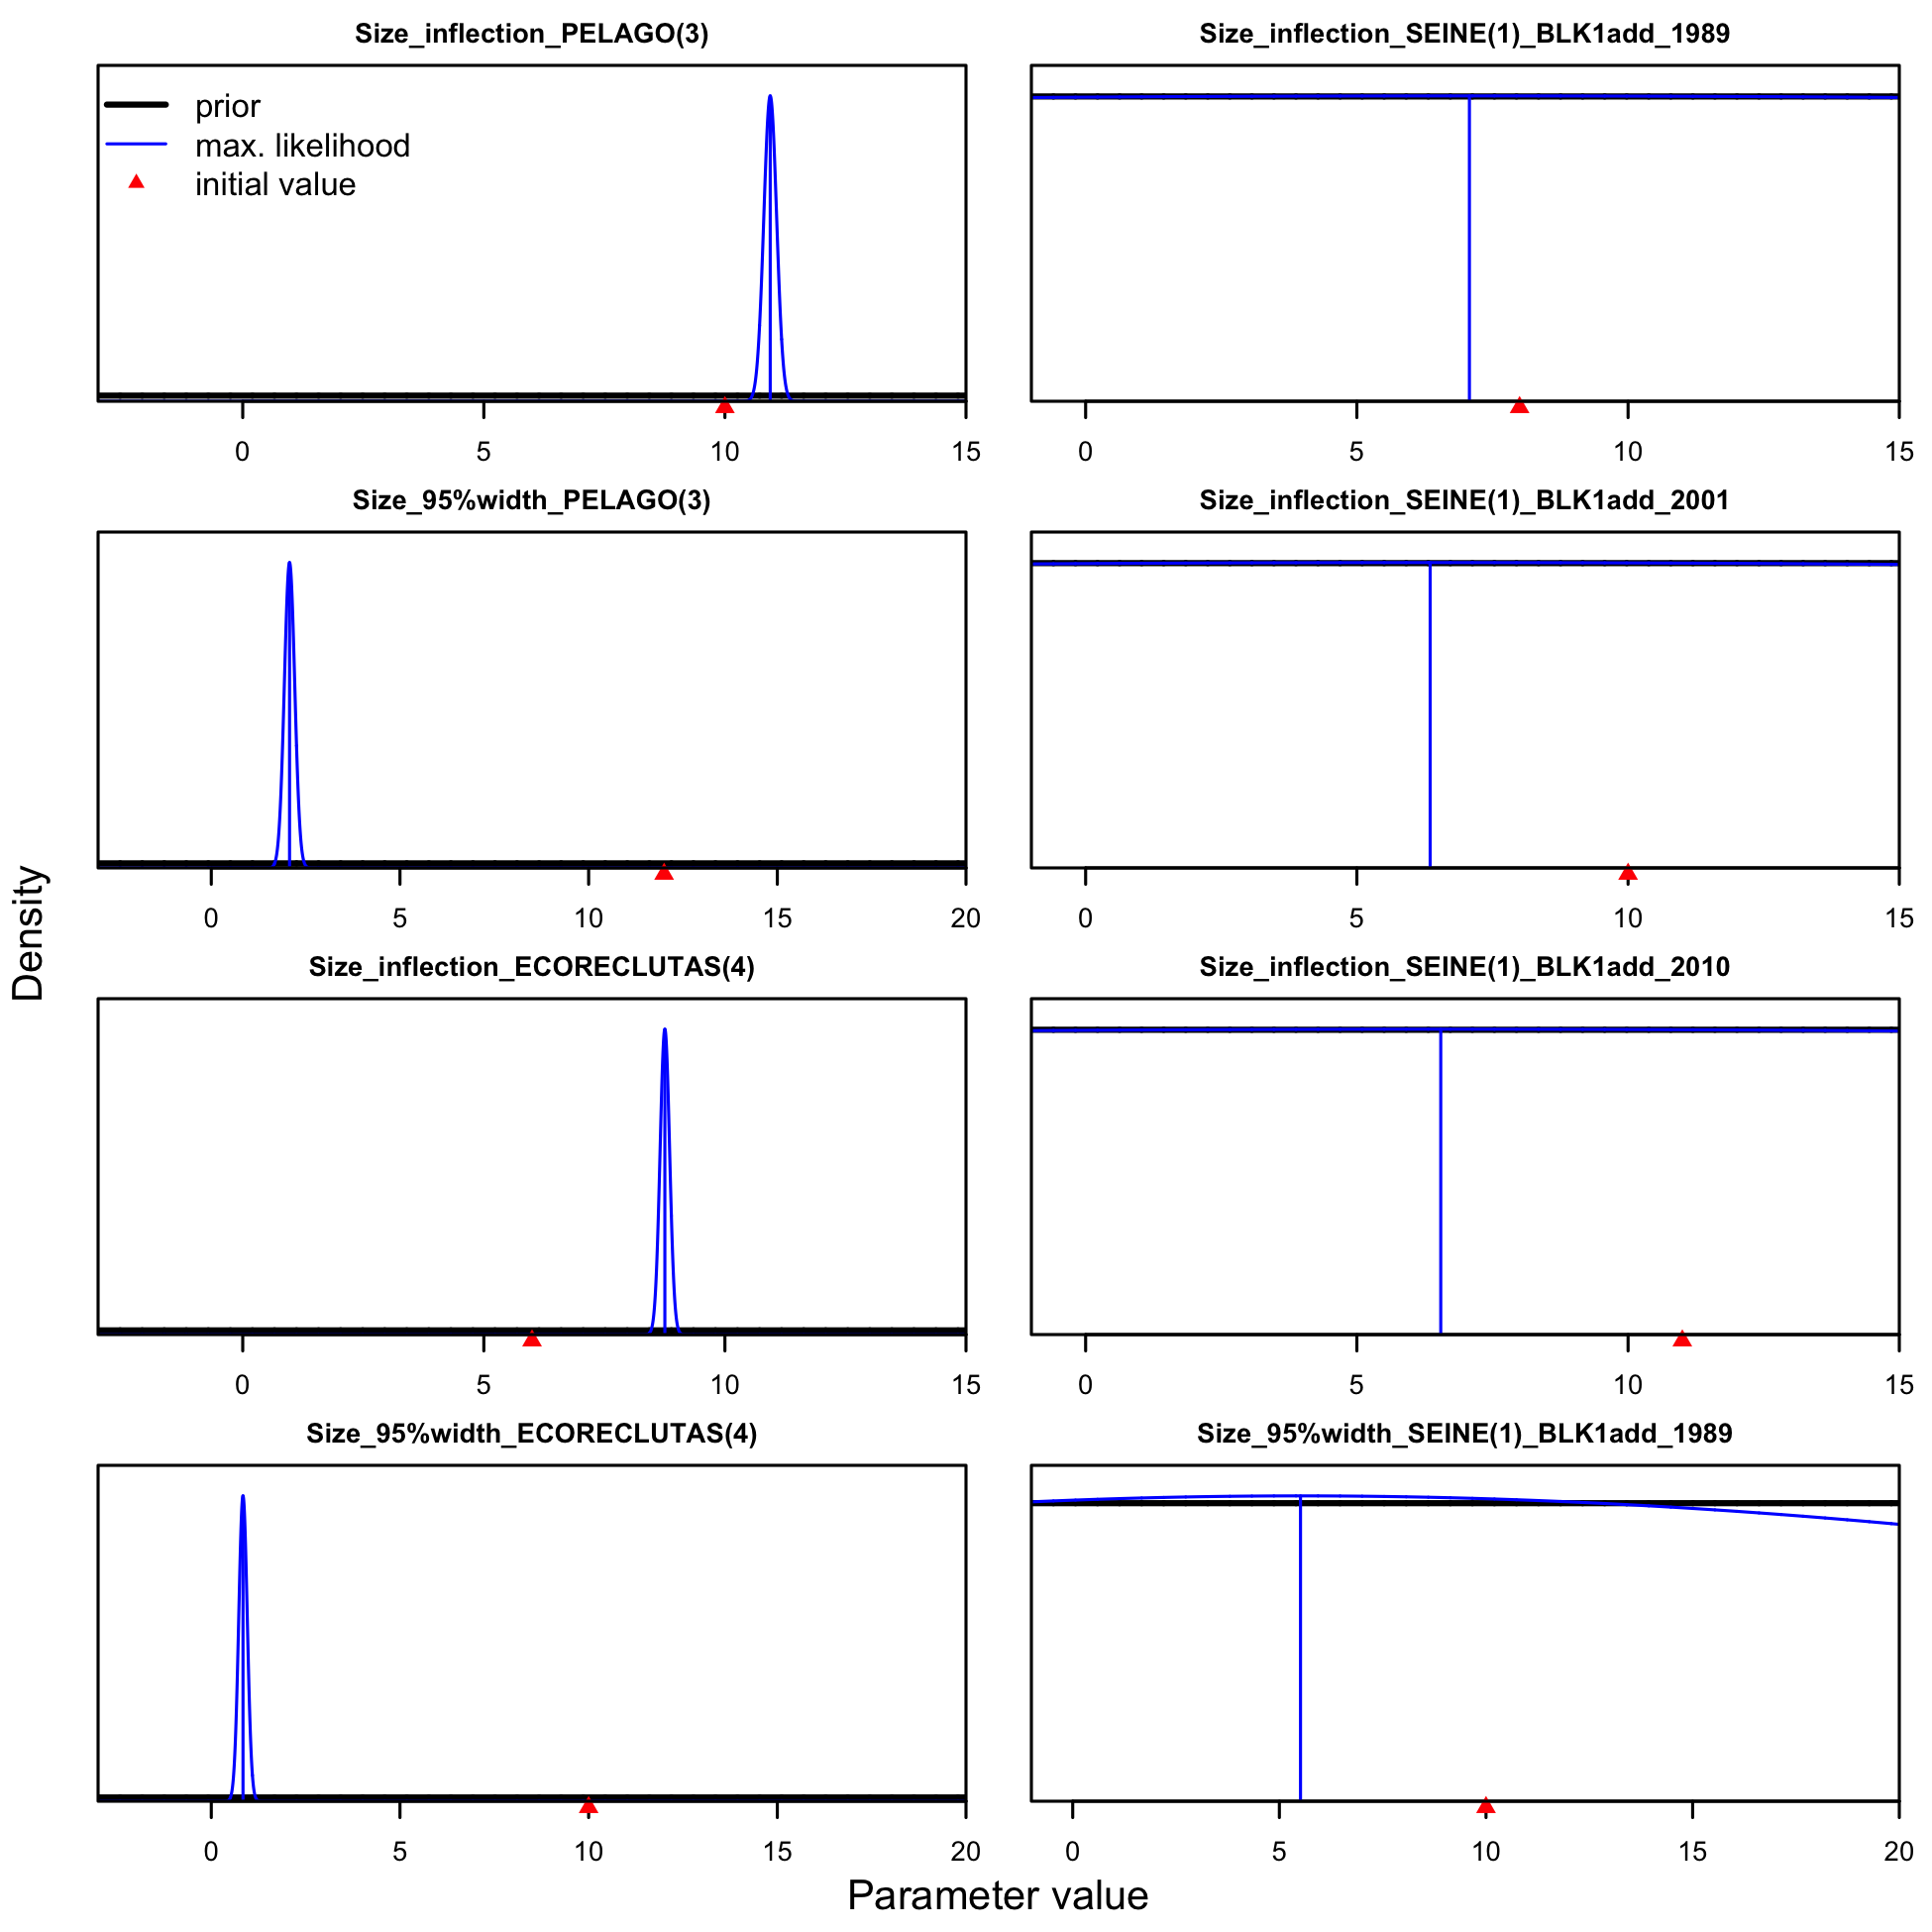 Size_inflection_PELAGO(3)
prior
max. likelihood
initial value
0 5 10 15
Size_inflection_SEINE(1)_BLK1add_1989
0 5 10 15
Size_95%width_PELAGO(3)
0 5 10 15 20
Size_inflection_SEINE(1)_BLK1add_2001
0 5 10 15
Size_inflection_ECORECLUTAS(4)
0 5 10 15
Size_inflection_SEINE(1)_BLK1add_2010
0 5 10 15
Size_95%width_ECORECLUTAS(4)
0 5 10 15 20
Size_95%width_SEINE(1)_BLK1add_1989
0 5 10 15 20
Density
Parameter value